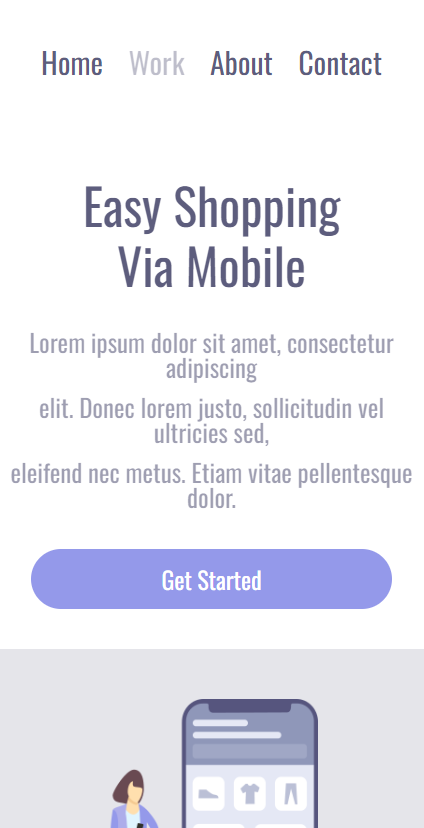 Home Work About Contact
Easy Shopping
Via Mobile
Lorem ipsum dolor sit amet, consectetur
adipiscing
elit. Donec lorem justo, sollicitudin vel
ultricies sed,
eleifend nec metus. Etiam vitae pellentesque
dolor.
Get Started